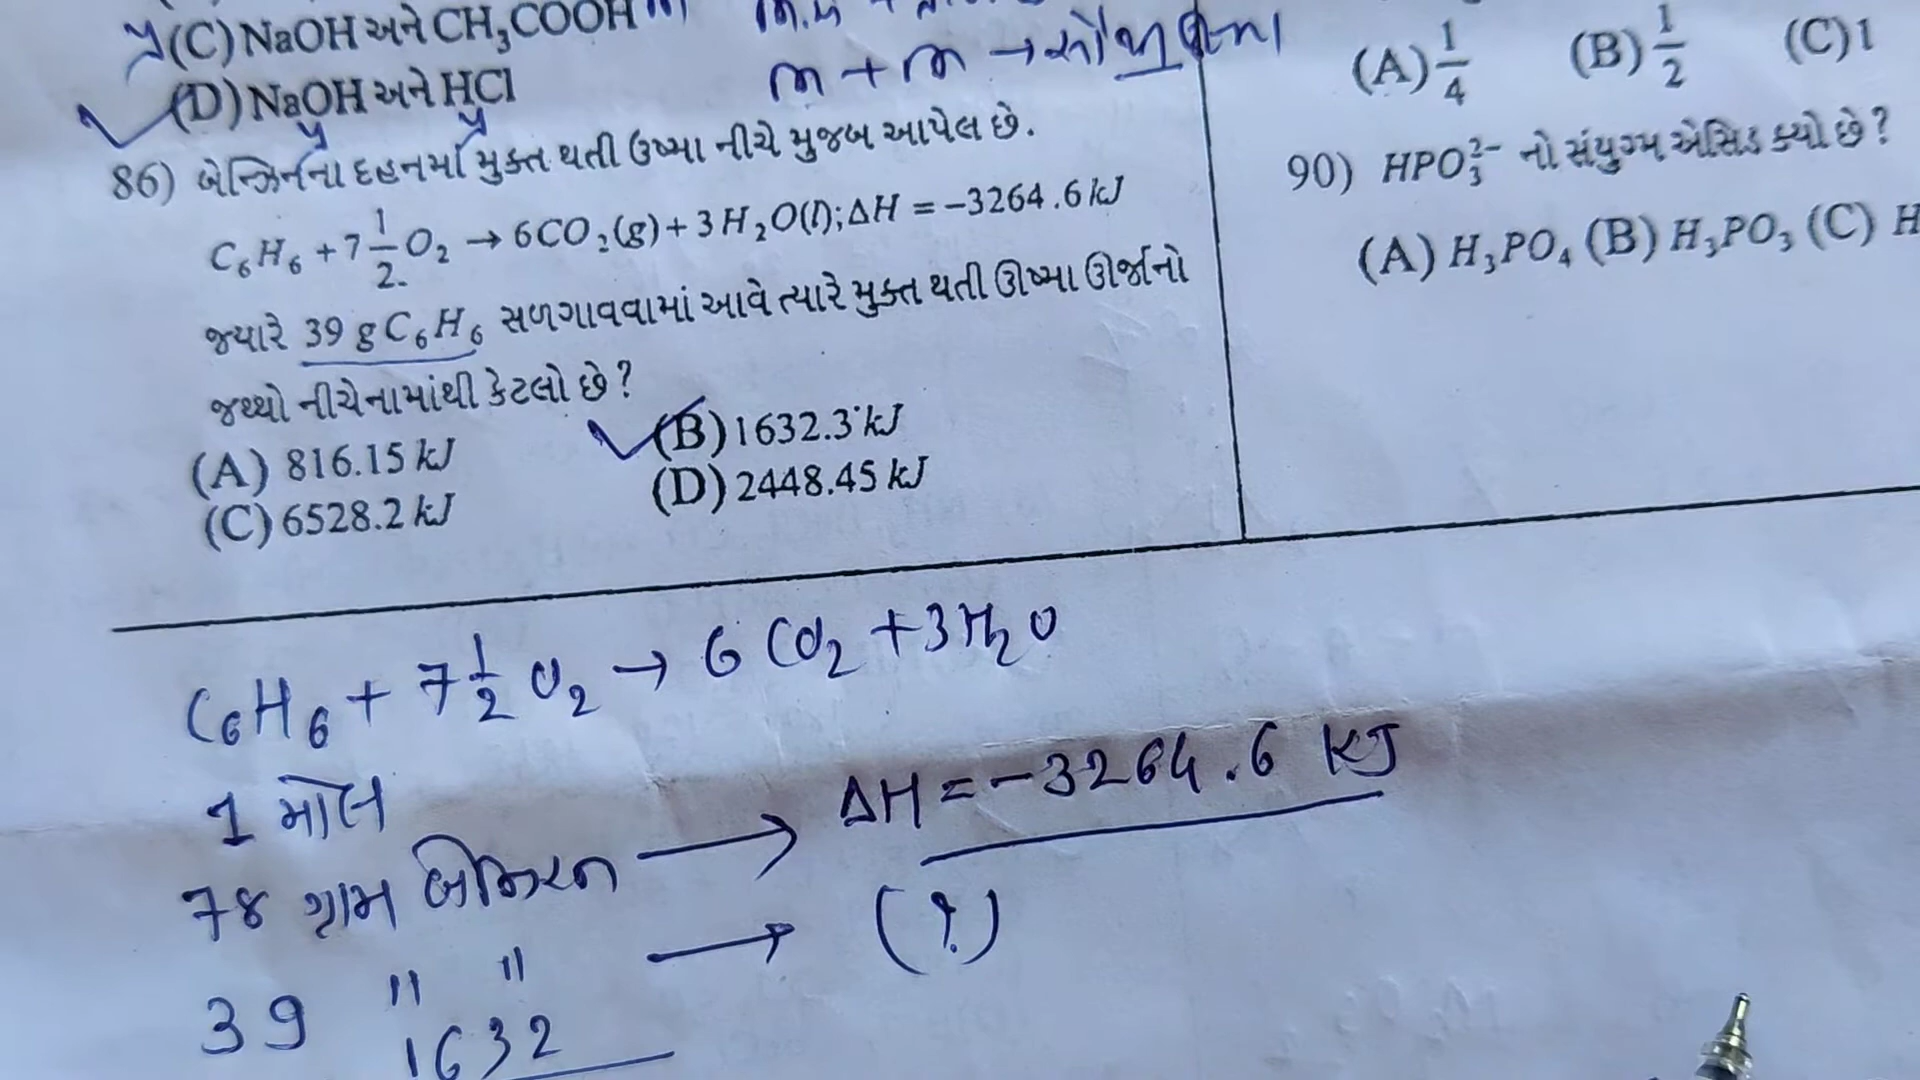 (C) NaOH અને CH₃COOH
m + m → 
(D) NaOH અને HCl
પ્ર પ્ર
86) બેન્ઝિનના દહનમાં મુક્ત થતી ઉષ્મા નીચે મુજબ આપેલ છે.
C₆H₆ + 7 1/2 O₂ → 6CO₂(g) + 3H₂O(l); ΔH = −3264.6 kJ
જ્યારે 39 g C₆H₆ સળગાવવામાં આવે ત્યારે મુક્ત થતી ઊષ્મા ઊર્જાનો
જથ્થો નીચેનામાંથી કેટલો છે?
(A) 816.15 kJ (B) 1632.3 kJ
(C) 6528.2 kJ (D) 2448.45 kJ
(A) 1/4 (B) 1/2 (C) 1
90) HPO₃²⁻ નો સંયુગ્મ એસિડ ક્યો છે?
(A) H₃PO₄ (B) H₃PO₃ (C) H
C₆H₆ + 7 1/2 O₂ → 6 CO₂ + 3H₂O
1 મોલ
78 ગ્રામ બેન્ઝિન → ΔH = −3264.6 KJ
39 " " → (?)
1632